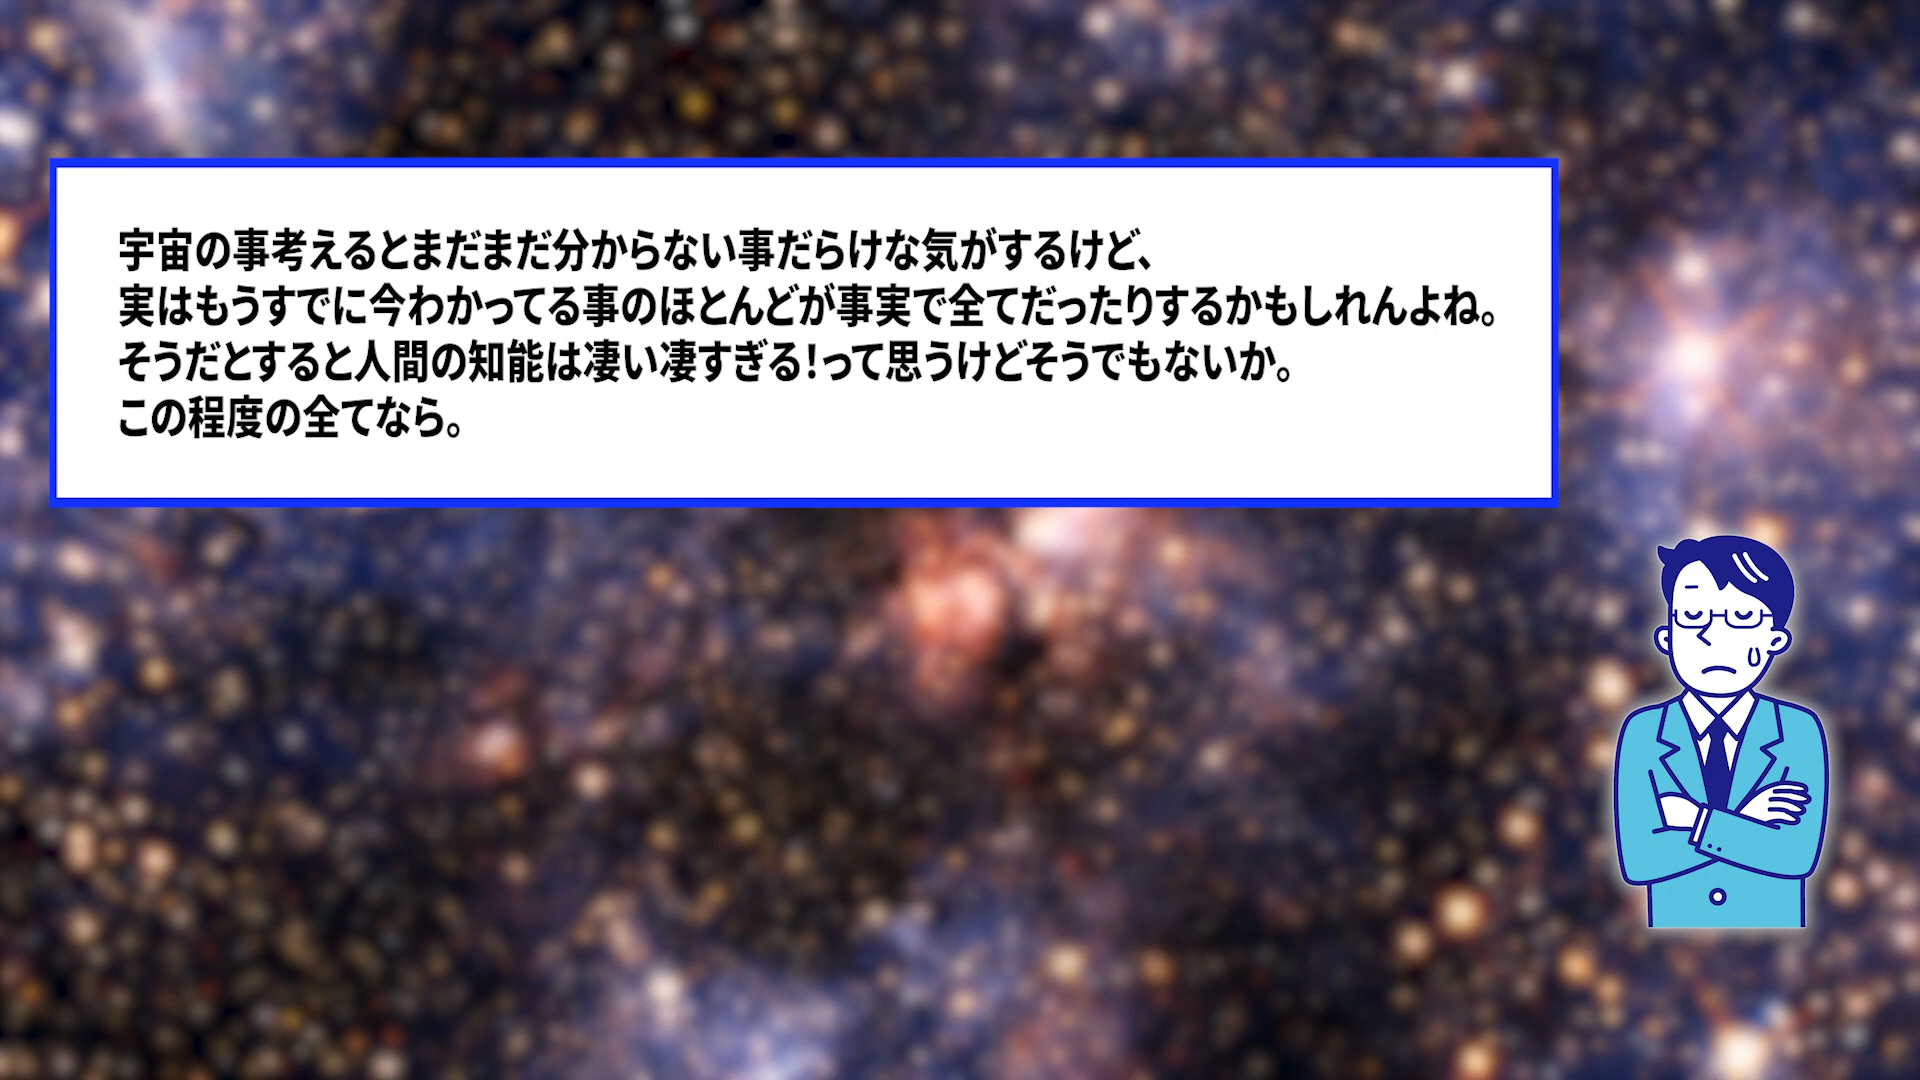 宇宙の事考えるとまだまだ分からない事だらけな気がするけど、
実はもうすでに今わかってる事のほとんどが事実で全てだったりするかもしれんよね。
そうだとすると人間の知能は凄い凄すぎる!って思うけどそうでもないか。
この程度の全てなら。